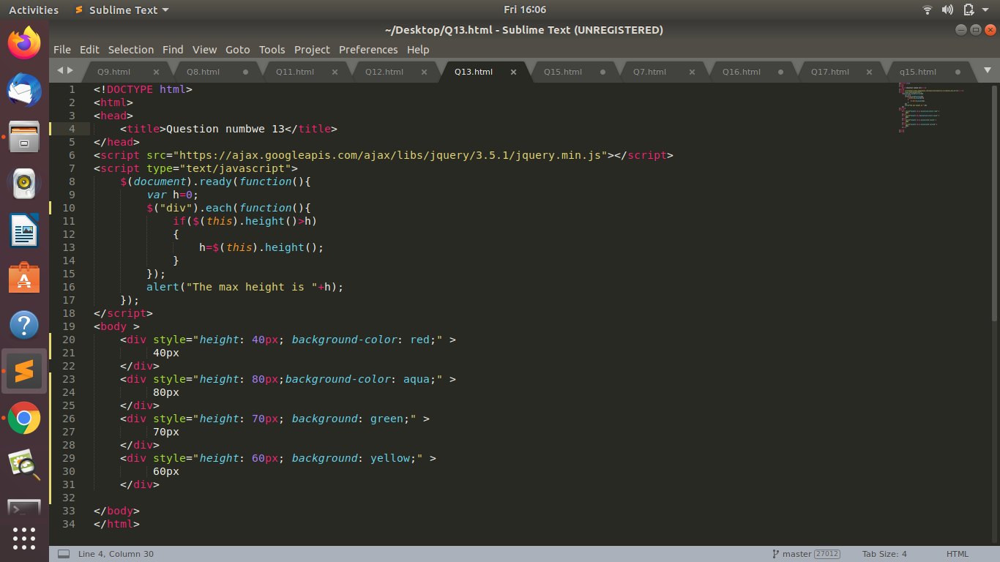 Activities Sublime Text Fri 16:06
~/Desktop/Q13.html - Sublime Text (UNREGISTERED)
File Edit Selection Find View Goto Tools Project Preferences Help
Q9.html Q8.html Q11.html Q12.html Q13.html Q15.html Q7.html Q16.html Q17.html q15.html
1 <!DOCTYPE html>
2 <html>
3 <head>
4     <title>Question numbwe 13</title>
5 </head>
6 <script src="https://ajax.googleapis.com/ajax/libs/jquery/3.5.1/jquery.min.js"></script>
7 <script type="text/javascript">
8     $(document).ready(function(){
9         var h=0;
10         $("div").each(function(){
11             if($(this).height()>h)
12             {
13                 h=$(this).height();
14             }
15         });
16         alert("The max height is "+h);
17     });
18 </script>
19 <body >
20     <div style="height: 40px; background-color: red;" >
21          40px
22     </div>
23     <div style="height: 80px;background-color: aqua;" >
24          80px
25     </div>
26     <div style="height: 70px; background: green;" >
27          70px
28     </div>
29     <div style="height: 60px; background: yellow;" >
30          60px
31     </div>
32
33 </body>
34 </html>
Line 4, Column 30 master 27012 Tab Size: 4 HTML